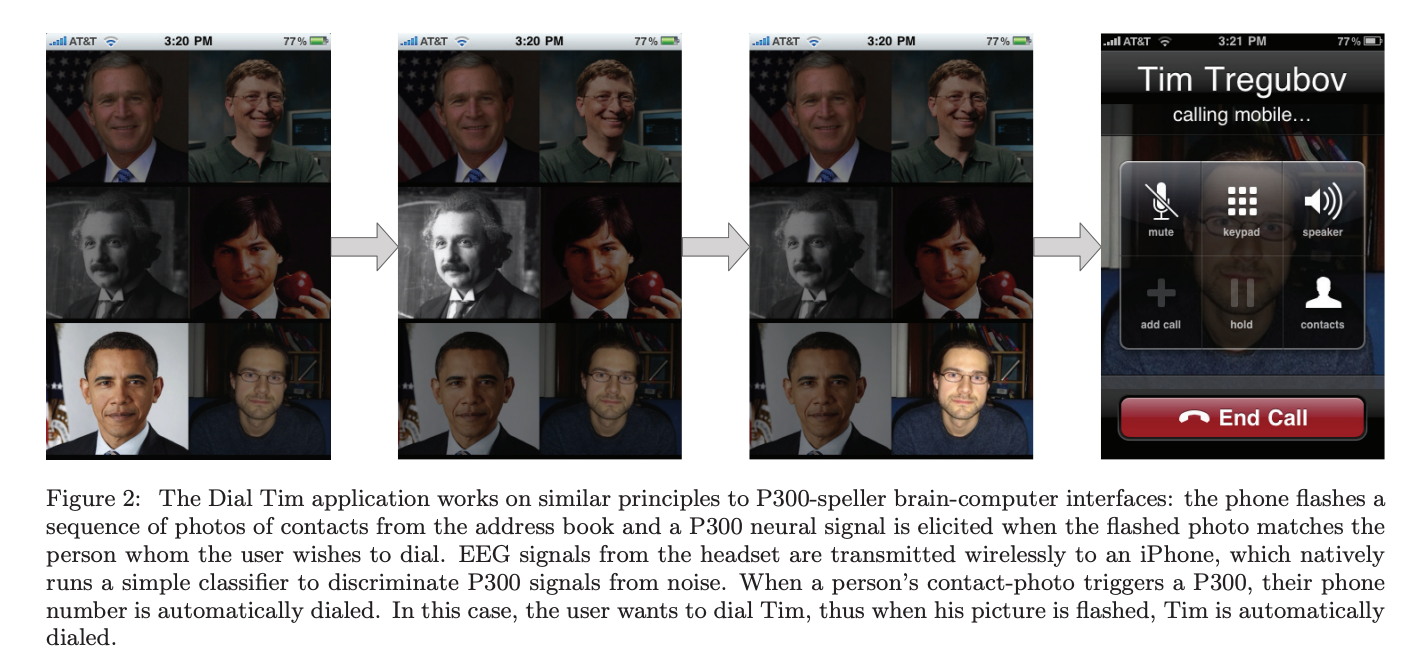 AT&T 3:20 PM 77%
AT&T 3:20 PM 77%
AT&T 3:20 PM 77%
AT&T 3:21 PM 77%
Tim Tregubov
calling mobile...
mute keypad speaker
add call hold contacts
End Call
Figure 2: The Dial Tim application works on similar principles to P300-speller brain-computer interfaces: the phone flashes a
sequence of photos of contacts from the address book and a P300 neural signal is elicited when the flashed photo matches the
person whom the user wishes to dial. EEG signals from the headset are transmitted wirelessly to an iPhone, which natively
runs a simple classifier to discriminate P300 signals from noise. When a person's contact-photo triggers a P300, their phone
number is automatically dialed. In this case, the user wants to dial Tim, thus when his picture is flashed, Tim is automatically
dialed.